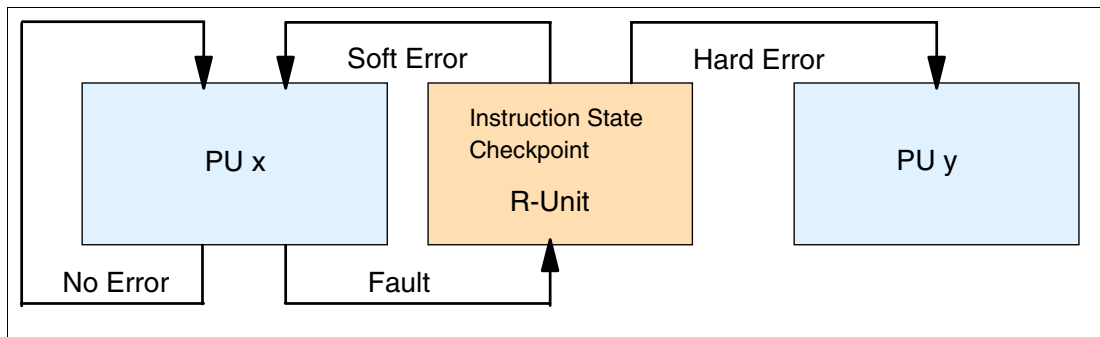 Soft Error
Hard Error
Instruction State
Checkpoint
PU x
R-Unit
PU y
No Error
Fault